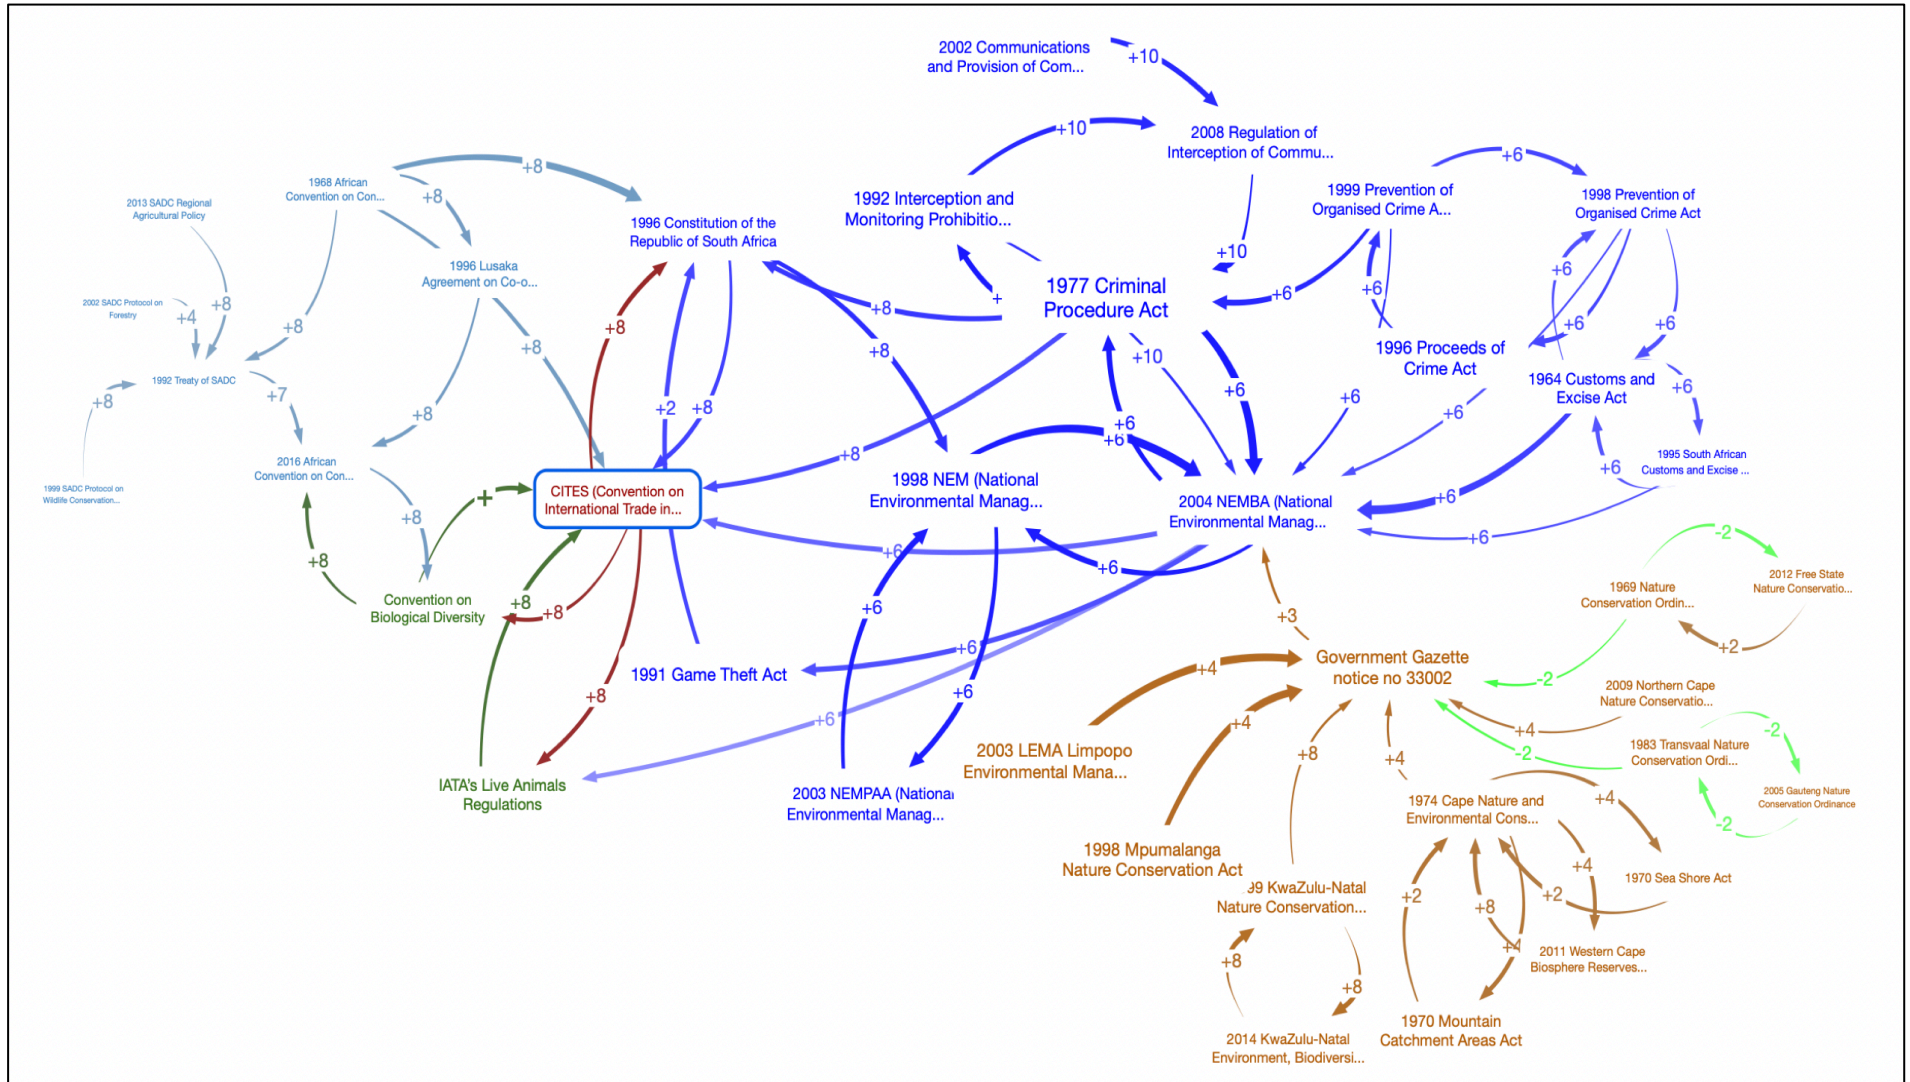 2002 Communications
and Provision of Com...
+10
+10
2008 Regulation of
Interception of Commu...
+8
+6
1968 African
Convention on Con...
+8
2013 SADC Regional
Agricultural Policy
1992 Interception and
Monitoring Prohibitio...
1999 Prevention of
Organised Crime A...
1998 Prevention of
Organised Crime Act
1996 Constitution of the
Republic of South Africa
+10
1996 Lusaka
Agreement on Co-o...
+6
1977 Criminal
Procedure Act
+
+6
+6
2002 SADC Protocol on
Forestry
+4
+8
+8
+8
+8
+6
+6
1996 Proceeds of
Crime Act
+8
+8
+10
1992 Treaty of SADC
1964 Customs and
Excise Act
+6
+8
+7
+6
+6
+6
+8
+2
+8
+6
+6
+8
1995 South African
Customs and Excise ...
2016 African
Convention on Con...
+6
1999 SADC Protocol on
Wildlife Conservation...
+
CITES (Convention on
International Trade in...
1998 NEM (National
Environmental Manag...
2004 NEMBA (National
Environmental Manag...
+6
+8
+6
+6
-2
+8
+6
Convention on
Biological Diversity
+8
+8
+6
+3
1969 Nature
Conservation Ordin...
2012 Free State
Nature Conservatio...
+2
+6
Government Gazette
notice no 33002
+4
1991 Game Theft Act
-2
+8
+6
2009 Northern Cape
Nature Conservatio...
+6
+4
+4
-2
2003 LEMA Limpopo
Environmental Mana...
+8
+4
-2
1983 Transvaal Nature
Conservation Ordi...
IATA's Live Animals
Regulations
2003 NEMPAA (National
Environmental Manag...
1974 Cape Nature and
Environmental Cons...
+4
2005 Gauteng Nature
Conservation Ordinance
-2
1998 Mpumalanga
Nature Conservation Act
+4
1970 Sea Shore Act
99 KwaZulu-Natal
Nature Conservation...
+2
+8
+2
+4
2011 Western Cape
Biosphere Reserves...
+8
+8
1970 Mountain
Catchment Areas Act
2014 KwaZulu-Natal
Environment, Biodiversi...